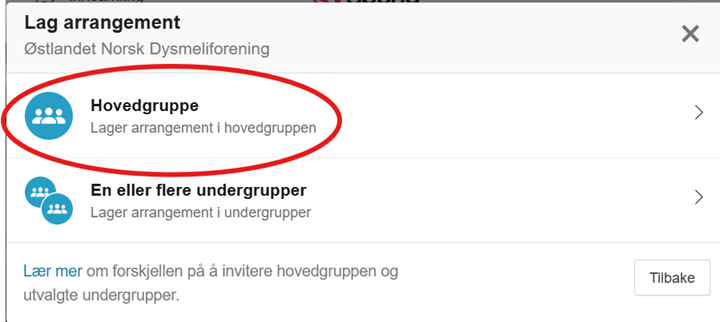 Lag arrangement
Østlandet Norsk Dysmeliforening
Hovedgruppe
Lager arrangement i hovedgruppen
En eller flere undergrupper
Lager arrangement i undergrupper
Lær mer om forskjellen på å invitere hovedgruppen og
utvalgte undergrupper.
Tilbake